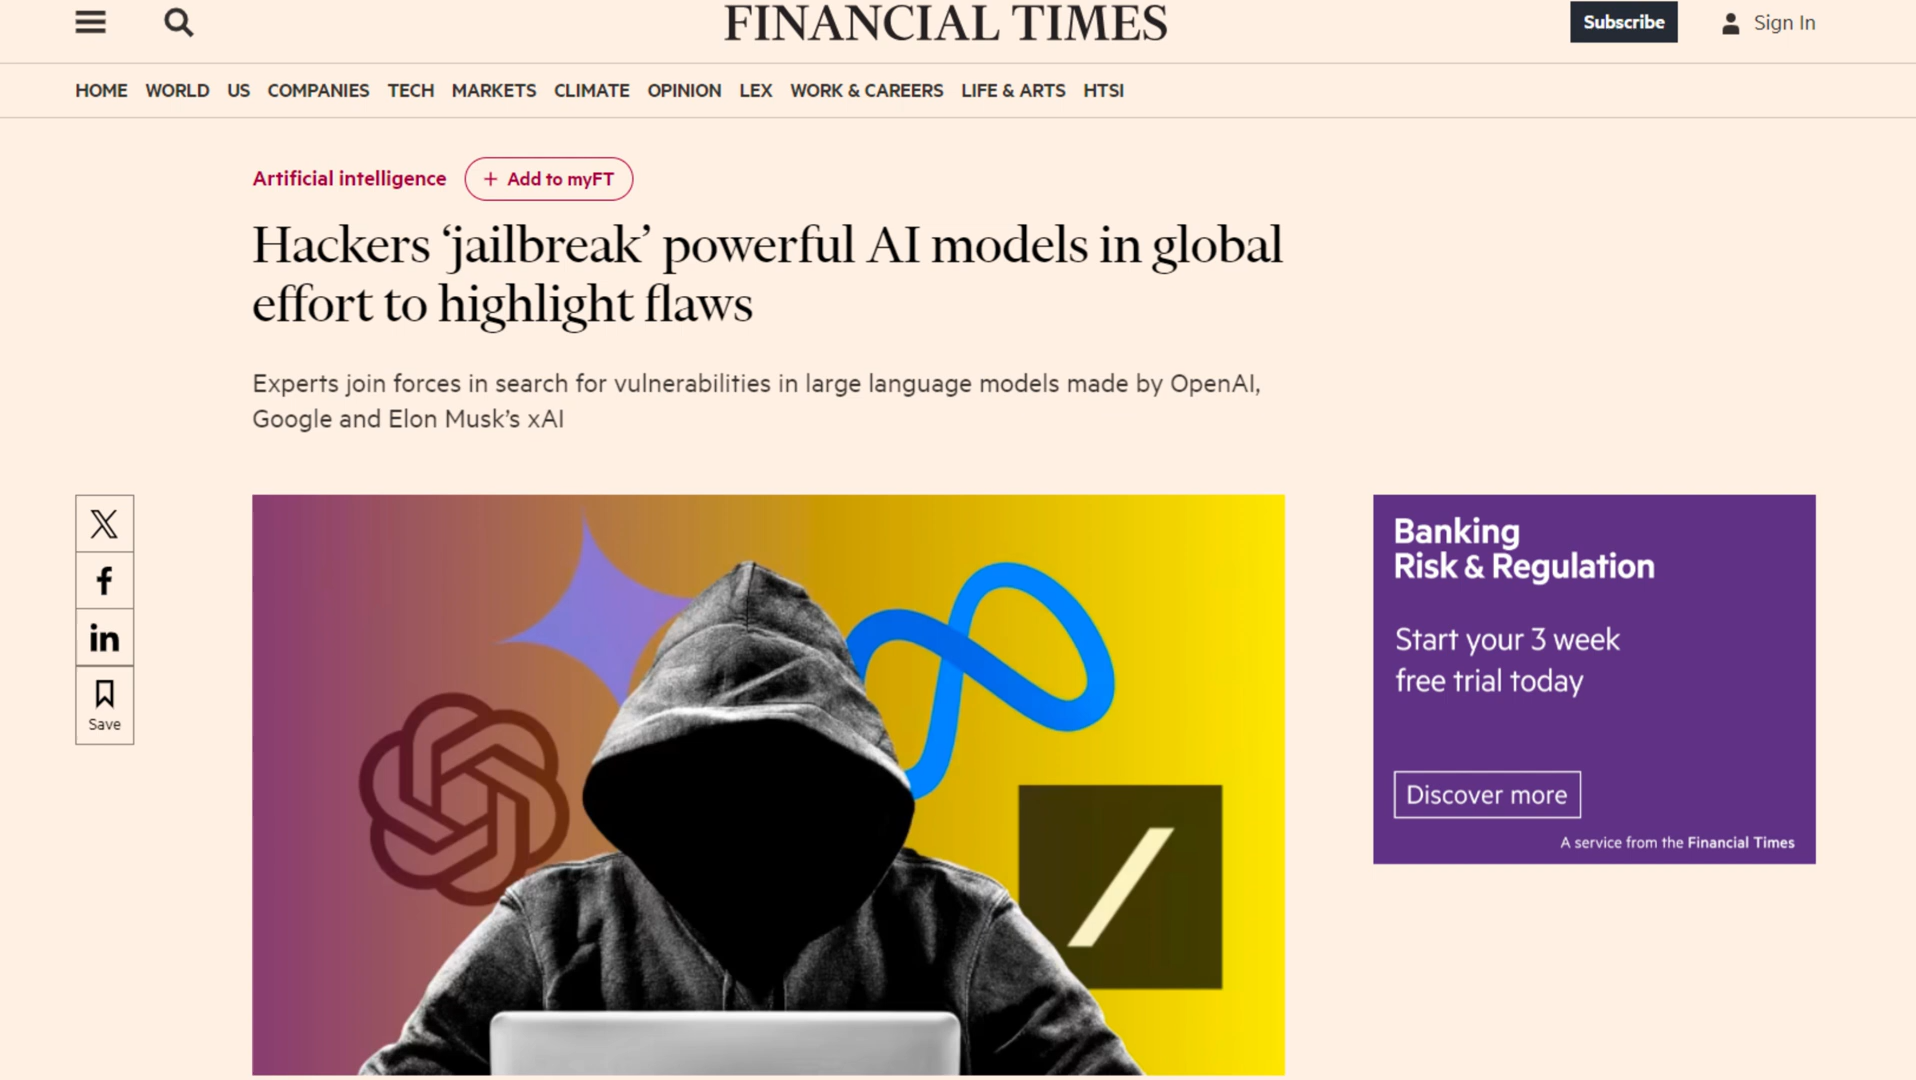 FINANCIAL TIMES
Subscribe
Sign In
HOME WORLD US COMPANIES TECH MARKETS CLIMATE OPINION LEX WORK & CAREERS LIFE & ARTS HTSI
Artificial intelligence
+ Add to myFT
Hackers ‘jailbreak’ powerful AI models in global
effort to highlight flaws
Experts join forces in search for vulnerabilities in large language models made by OpenAI,
Google and Elon Musk’s xAI
X
f
in
Save
Banking
Risk & Regulation
Start your 3 week
free trial today
Discover more
A service from the Financial Times